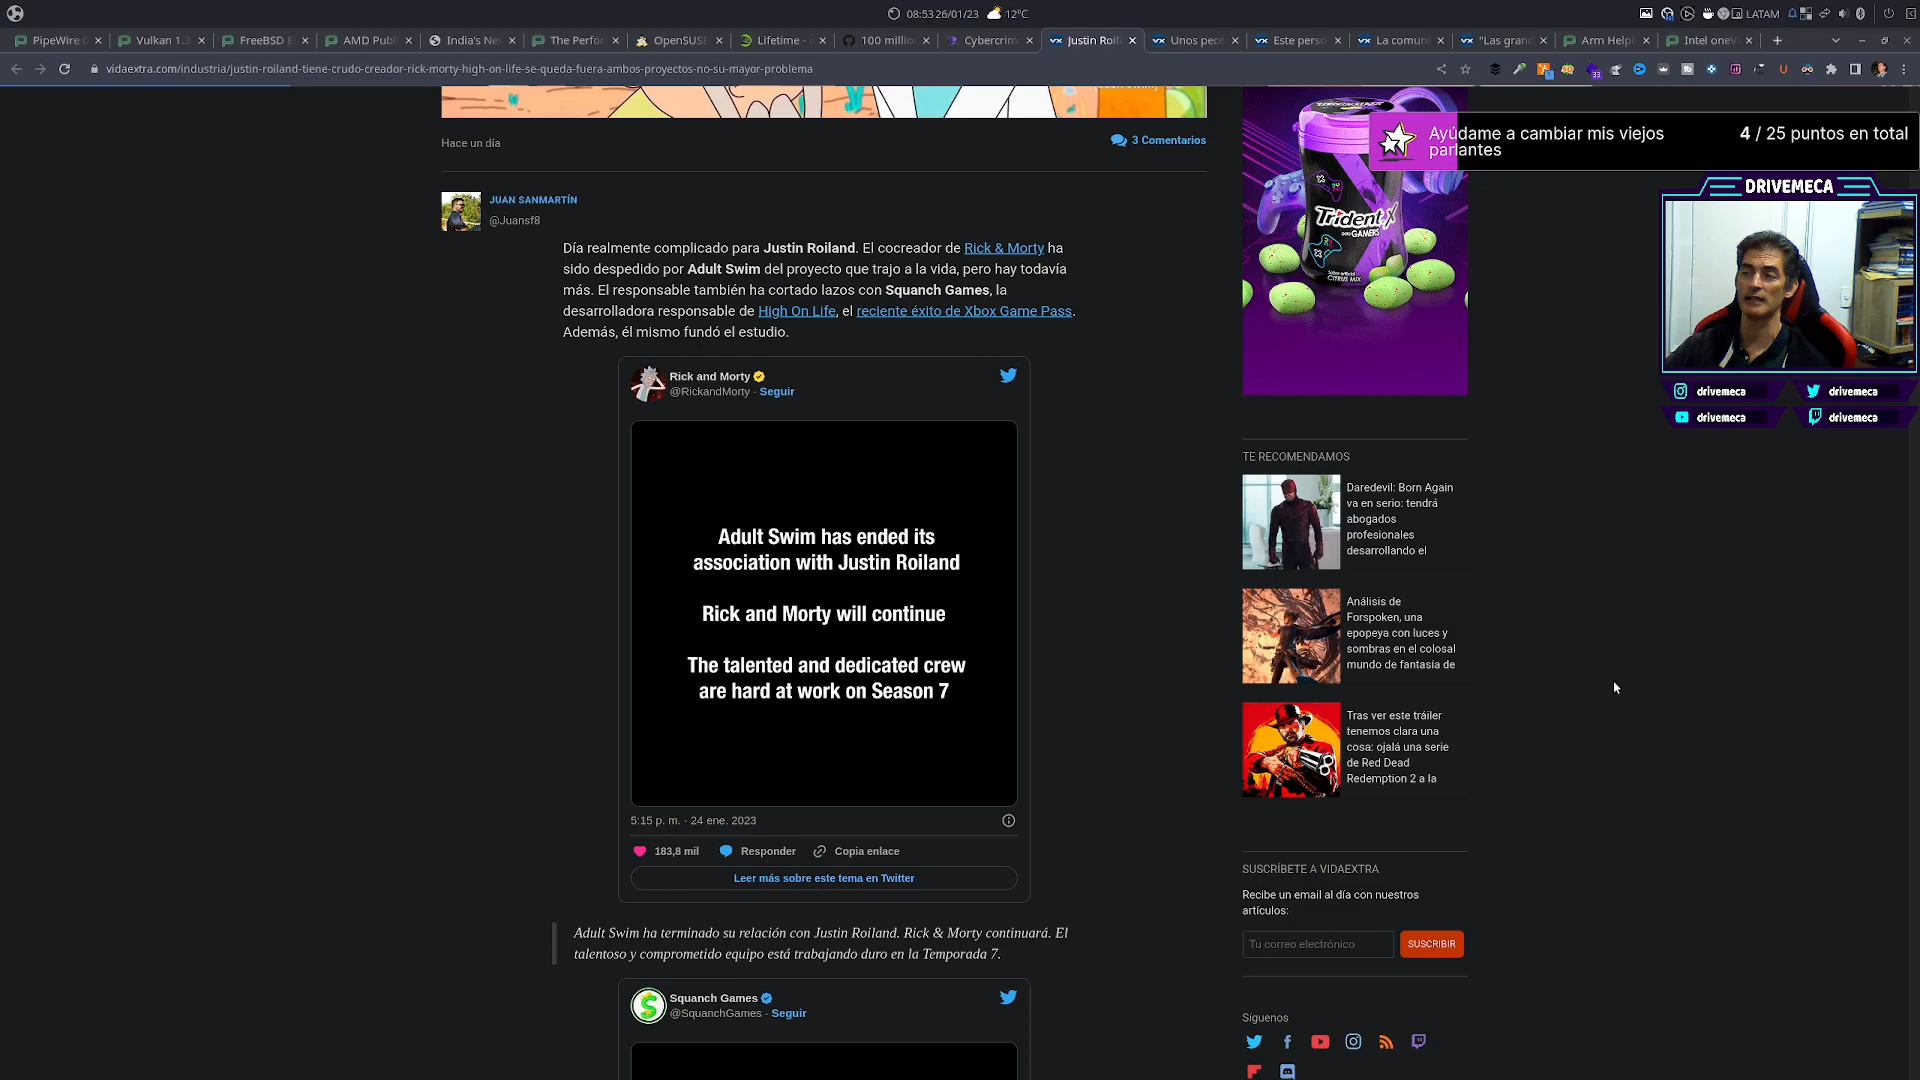 08:53 26/01/23 12°C
LATAM
PipeWire 0
Vulkan 1.3
FreeBSD E
AMD Publ
India's Ne
The Perfor
OpenSUSE
Lifetime -
100 millio
Cybercrim
Justin Roil
Unos pece
Este perso
La comuni
"Las gran
Arm Helpi
Intel oneV
vidaextra.com/industria/justin-roiland-tiene-crudo-creador-rick-morty-high-on-life-se-queda-fuera-ambos-proyectos-no-su-mayor-problema
Hace un día
3 Comentarios
JUAN SANMARTÍN
@Juansf8
Día realmente complicado para Justin Roiland. El cocreador de Rick & Morty ha
sido despedido por Adult Swim del proyecto que trajo a la vida, pero hay todavía
más. El responsable también ha cortado lazos con Squanch Games, la
desarrolladora responsable de High On Life, el reciente éxito de Xbox Game Pass.
Además, él mismo fundó el estudio.
Rick and Morty
@RickandMorty · Seguir
Adult Swim has ended its
association with Justin Roiland
Rick and Morty will continue
The talented and dedicated crew
are hard at work on Season 7
5:15 p. m. · 24 ene. 2023
183,8 mil
Responder
Copia enlace
Leer más sobre este tema en Twitter
Adult Swim ha terminado su relación con Justin Roiland. Rick & Morty continuará. El
talentoso y comprometido equipo está trabajando duro en la Temporada 7.
Squanch Games
@SquanchGames · Seguir
Trident X
GAMERS
CITRUS MIX
Ayúdame a cambiar mis viejos
parlantes
4 / 25 puntos en total
DRIVEMECA
drivemeca
drivemeca
drivemeca
drivemeca
TE RECOMENDAMOS
Daredevil: Born Again
va en serio: tendrá
abogados
profesionales
desarrollando el
Análisis de
Forspoken, una
epopeya con luces y
sombras en el colosal
mundo de fantasía de
Tras ver este tráiler
tenemos clara una
cosa: ojalá una serie
de Red Dead
Redemption 2 a la
SUSCRÍBETE A VIDAEXTRA
Recibe un email al día con nuestros
artículos:
Tu correo electrónico
SUSCRIBIR
Síguenos